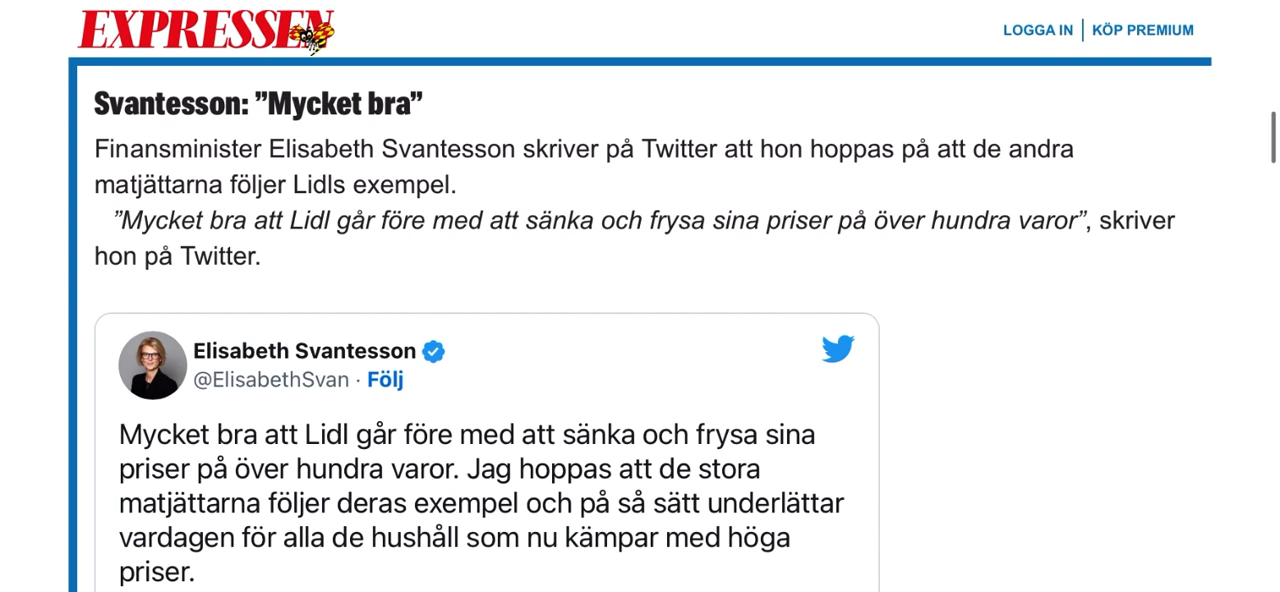 EXPRESSEN
LOGGA IN | KÖP PREMIUM
Svantesson: ”Mycket bra”
Finansminister Elisabeth Svantesson skriver på Twitter att hon hoppas på att de andra
matjättarna följer Lidls exempel.
”Mycket bra att Lidl går före med att sänka och frysa sina priser på över hundra varor”, skriver
hon på Twitter.
Elisabeth Svantesson
@ElisabethSvan · Följ
Mycket bra att Lidl går före med att sänka och frysa sina
priser på över hundra varor. Jag hoppas att de stora
matjättarna följer deras exempel och på så sätt underlättar
vardagen för alla de hushåll som nu kämpar med höga
priser.